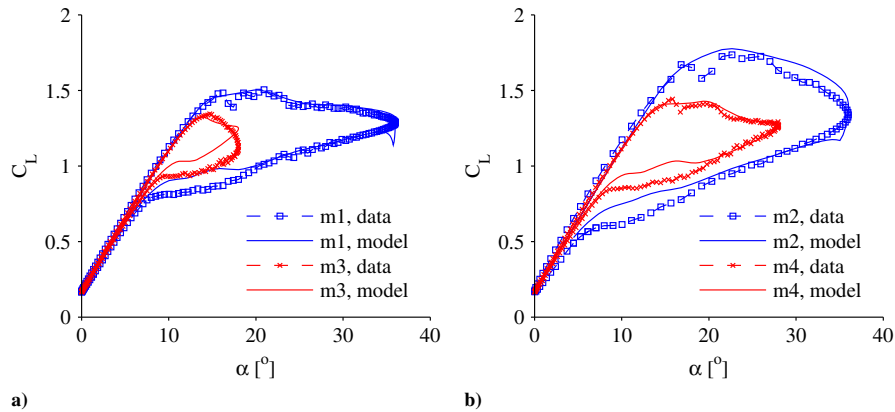 2
1.5
1
0.5
0
C_L
0 10 20 30 40
α [°]
m1, data
m1, model
m3, data
m3, model
a)
2
1.5
1
0.5
0
C_L
0 10 20 30 40
α [°]
m2, data
m2, model
m4, data
m4, model
b)